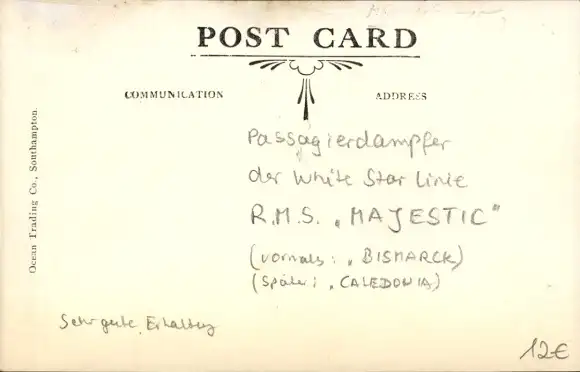 POST CARD
COMMUNICATION
ADDRESS
Ocean Trading Co., Southampton.
Passagierdampfer
der White Star Linie
R.M.S. „MAJESTIC"
(vormals: „BISMARCK)
(Später: „CALEDONIA)
Sehr gute Erhaltung
12€